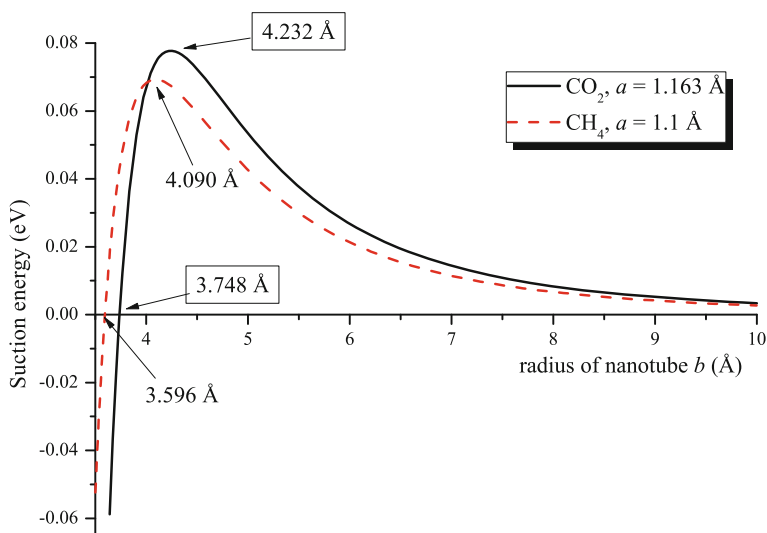 4.232 Å
0.08
CO₂, a = 1.163 Å
CH₄, a = 1.1 Å
0.06
4.090 Å
0.04
Suction energy (eV)
0.02
3.748 Å
0.00
4 5 6 7 8 9 10
radius of nanotube b (Å)
-0.02
3.596 Å
-0.04
-0.06